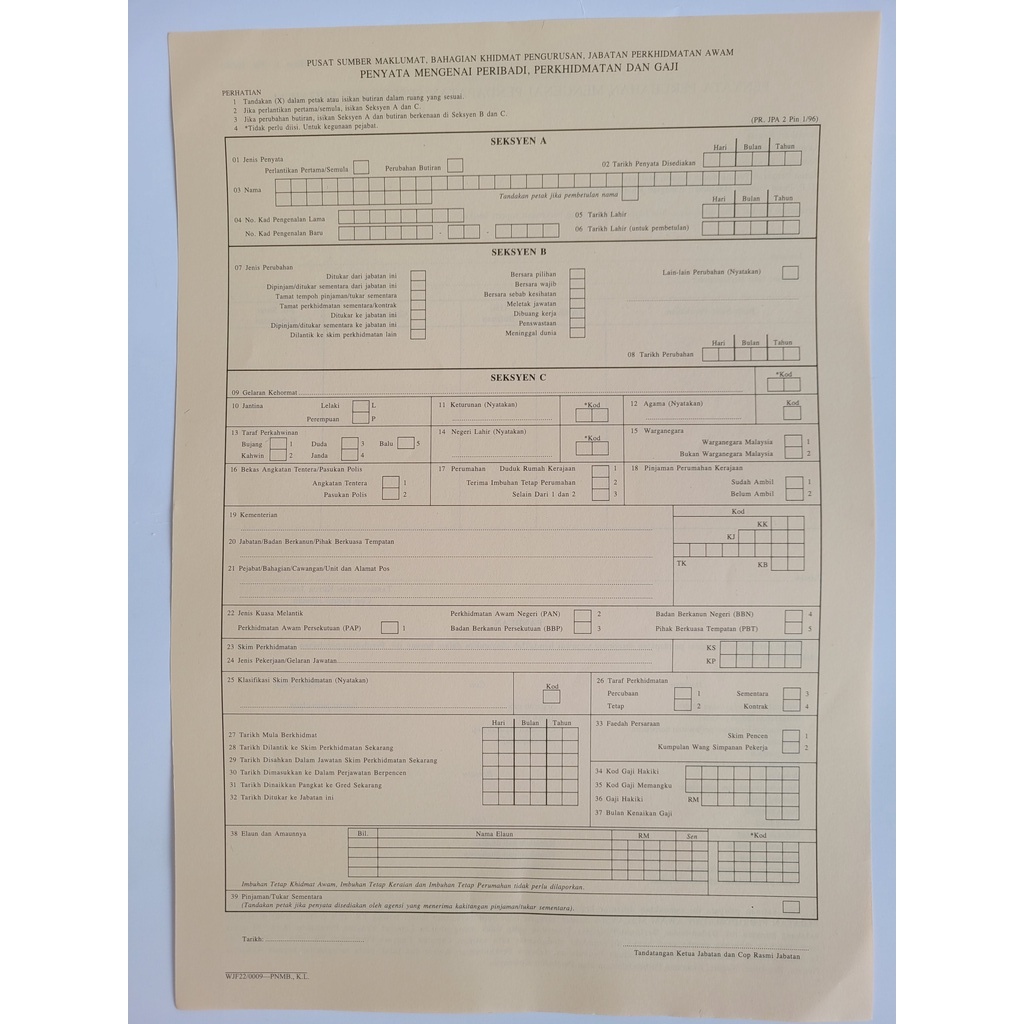 PUSAT SUMBER MAKLUMAT, BAHAGIAN KHIDMAT PENGURUSAN, JABATAN PERKHIDMATAN AWAM
PENYATA MENGENAI PERIBADI, PERKHIDMATAN DAN GAJI
PERHATIAN
1 Tandakan (X) dalam petak atau isikan butiran dalam ruang yang sesuai.
2 Jika perlantikan pertama/semula, isikan Seksyen A dan C.
3 Jika perubahan butiran, isikan Seksyen A dan butiran berkenaan di Seksyen B dan C.
4 *Tidak perlu diisi. Untuk kegunaan pejabat.
(PR. JPA 2 Pin 1/96)
SEKSYEN A
Hari Bulan Tahun
01 Jenis Penyata
Perlantikan Pertama/Semula Perubahan Butiran 02 Tarikh Penyata Disediakan
03 Nama
Tandakan petak jika pembetulan nama
Hari Bulan Tahun
04 No. Kad Pengenalan Lama 05 Tarikh Lahir
No. Kad Pengenalan Baru - - 06 Tarikh Lahir (untuk pembetulan)
SEKSYEN B
07 Jenis Perubahan
Ditukar dari jabatan ini Bersara pilihan Lain-lain Perubahan (Nyatakan)
Dipinjam/ditukar sementara dari jabatan ini Bersara wajib
Tamat tempoh pinjaman/tukar sementara Bersara sebab kesihatan
Tamat perkhidmatan sementara/kontrak Meletak jawatan
Ditukar ke jabatan ini Dibuang kerja
Dipinjam/ditukar sementara ke jabatan ini Penswastaan
Dilantik ke skim perkhidmatan lain Meninggal dunia
Hari Bulan Tahun
08 Tarikh Perubahan
SEKSYEN C
*Kod
09 Gelaran Kehormat
10 Jantina Lelaki L 11 Keturunan (Nyatakan) *Kod 12 Agama (Nyatakan) Kod
Perempuan P
13 Taraf Perkahwinan 14 Negeri Lahir (Nyatakan) *Kod 15 Warganegara
Bujang 1 Duda 3 Balu 5 Warganegara Malaysia 1
Kahwin 2 Janda 4 Bukan Warganegara Malaysia 2
16 Bekas Angkatan Tentera/Pasukan Polis 17 Perumahan Duduk Rumah Kerajaan 1 18 Pinjaman Perumahan Kerajaan
Angkatan Tentera 1 Terima Imbuhan Tetap Perumahan 2 Sudah Ambil 1
Pasukan Polis 2 Selain Dari 1 dan 2 3 Belum Ambil 2
19 Kementerian Kod
KK
20 Jabatan/Badan Berkanun/Pihak Berkuasa Tempatan KJ
21 Pejabat/Bahagian/Cawangan/Unit dan Alamat Pos TK KB
22 Jenis Kuasa Melantik Perkhidmatan Awam Negeri (PAN) 2 Badan Berkanun Negeri (BBN) 4
Perkhidmatan Awam Persekutuan (PAP) 1 Badan Berkanun Persekutuan (BBP) 3 Pihak Berkuasa Tempatan (PBT) 5
23 Skim Perkhidmatan KS
24 Jenis Pekerjaan/Gelaran Jawatan KP
25 Klasifikasi Skim Perkhidmatan (Nyatakan) Kod 26 Taraf Perkhidmatan
Percubaan 1 Sementara 3
Tetap 2 Kontrak 4
Hari Bulan Tahun 33 Faedah Persaraan
27 Tarikh Mula Berkhidmat Skim Pencen 1
28 Tarikh Dilantik ke Skim Perkhidmatan Sekarang Kumpulan Wang Simpanan Pekerja 2
29 Tarikh Disahkan Dalam Jawatan Skim Perkhidmatan Sekarang
30 Tarikh Dimasukkan ke Dalam Perjawatan Berpencen 34 Kod Gaji Hakiki
31 Tarikh Dinaikkan Pangkat ke Gred Sekarang 35 Kod Gaji Memangku
32 Tarikh Ditukar ke Jabatan ini 36 Gaji Hakiki RM
37 Bulan Kenaikan Gaji
38 Elaun dan Amaunnya Bil. Nama Elaun RM Sen *Kod
Imbuhan Tetap Khidmat Awam, Imbuhan Tetap Keraian dan Imbuhan Tetap Perumahan tidak perlu dilaporkan.
39 Pinjaman/Tukar Sementara
(Tandakan petak jika penyata disediakan oleh agensi yang menerima kakitangan pinjaman/tukar sementara).
Tarikh:
Tandatangan Ketua Jabatan dan Cop Rasmi Jabatan
WJF22/0009—PNMB., K.L.